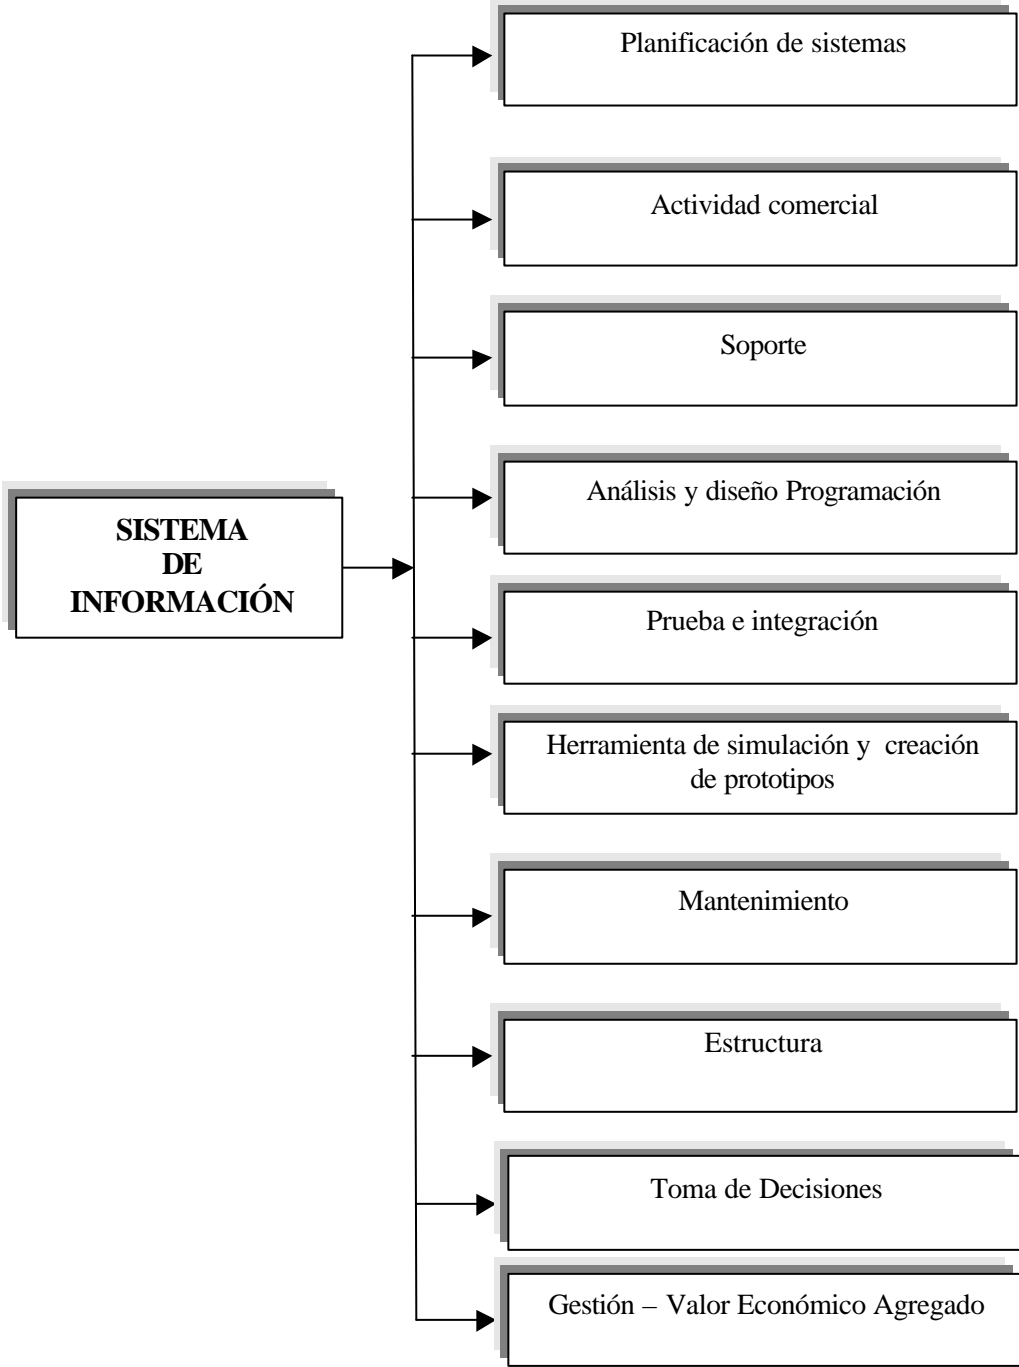 Planificación de sistemas
Actividad comercial
Soporte
Análisis y diseño Programación
SISTEMA
DE
INFORMACIÓN
Prueba e integración
Herramienta de simulación y creación
de prototipos
Mantenimiento
Estructura
Toma de Decisiones
Gestión – Valor Económico Agregado